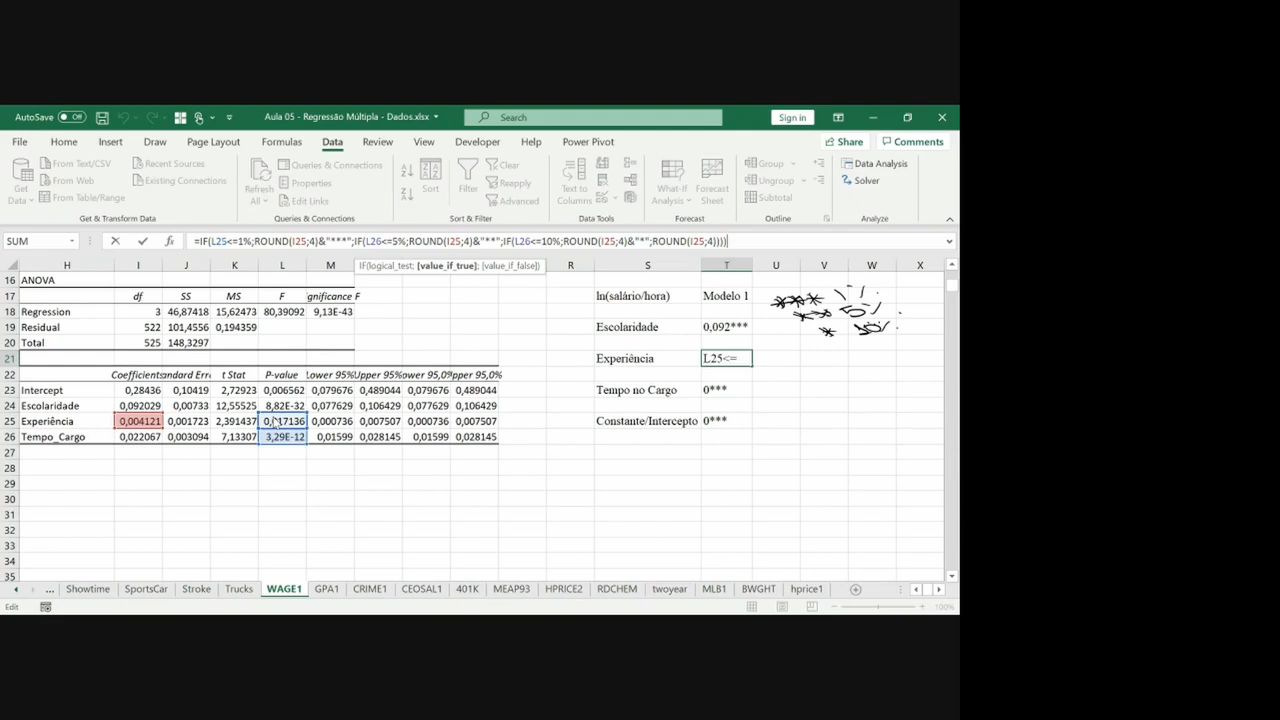 AutoSave Off Aula 05 - Regressão Múltipla - Dados.xlsx Search Sign in
File Home Insert Draw Page Layout Formulas Data Review View Developer Help Power Pivot Share Comments
Get Data From Text/CSV Recent Sources Refresh All Queries & Connections Sort Filter Clear Text to Columns What-If Analysis Forecast Sheet Group Data Analysis
From Web Existing Connections Properties Reapply Ungroup Solver
From Table/Range Edit Links Advanced Subtotal
Get & Transform Data Queries & Connections Sort & Filter Data Tools Forecast Outline Analyze
SUM fx =IF(L25<=1%;ROUND(I25;4)&"***";IF(L26<=5%;ROUND(I25;4)&"**";IF(L26<=10%;ROUND(I25;4)&"*";ROUND(I25;4))))
H I J K L M IF(logical_test; [value_if_true]; [value_if_false]) R S T U V W X
16 ANOVA
17 df SS MS F gnificance F ln(salário/hora) Modelo 1 *** 1%
18 Regression 3 46,87418 15,62473 80,39092 9,13E-43 ** 5%
19 Residual 522 101,4556 0,194359 Escolaridade 0,092*** * 10%
20 Total 525 148,3297
21 Experiência L25<=
22 Coefficients andard Erro t Stat P-value Lower 95% Upper 95% ower 95,0% pper 95,0%
23 Intercept 0,28436 0,10419 2,72923 0,006562 0,079676 0,489044 0,079676 0,489044 Tempo no Cargo 0***
24 Escolaridade 0,092029 0,00733 12,55525 8,82E-32 0,077629 0,106429 0,077629 0,106429
25 Experiência 0,004121 0,001723 2,391437 0,017136 0,000736 0,007507 0,000736 0,007507 Constante/Intercepto 0***
26 Tempo_Cargo 0,022067 0,003094 7,13307 3,29E-12 0,01599 0,028145 0,01599 0,028145
27
28
29
30
31
32
33
34
35
... Showtime SportsCar Stroke Trucks WAGE1 GPA1 CRIME1 CEOSAL1 401K MEAP93 HPRICE2 RDCHEM twoyear MLB1 BWGHT hprice1
Edit 100%